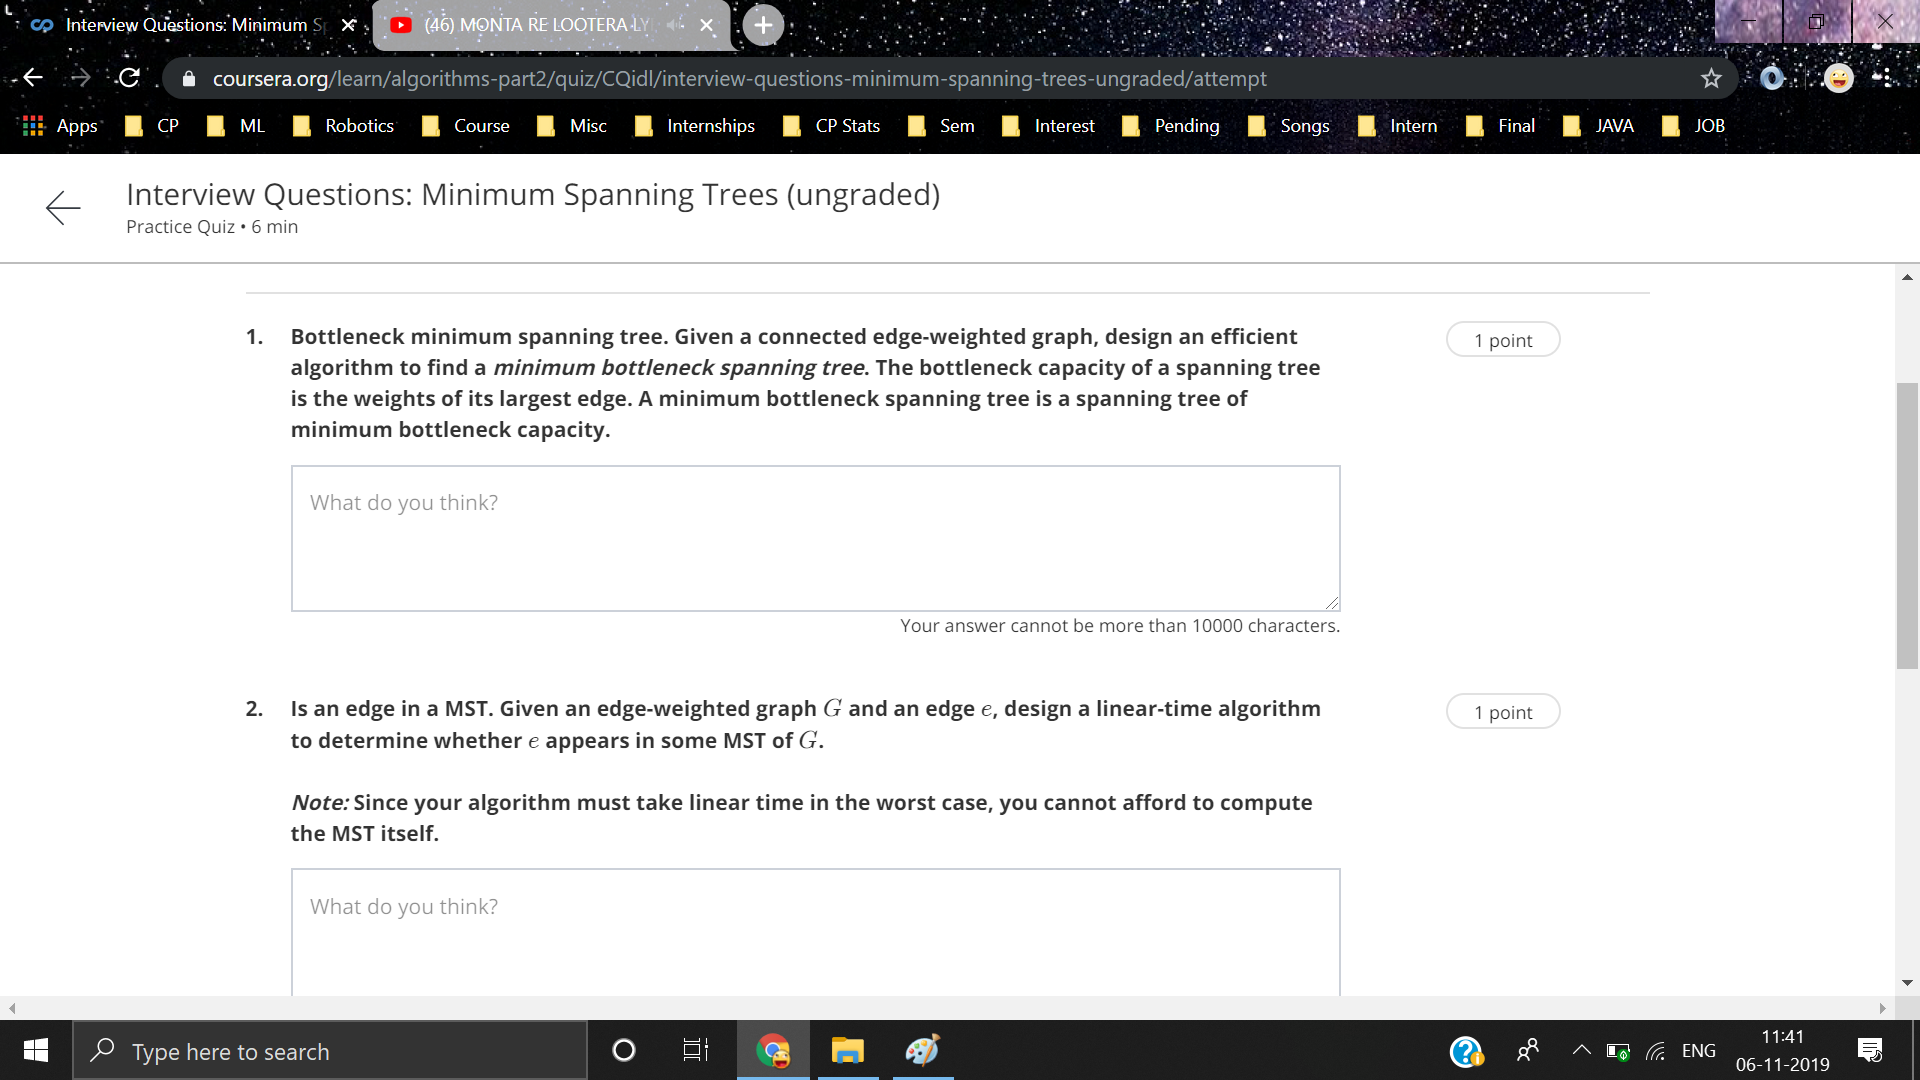 Interview Questions: Minimum S
(46) MONTA RE LOOTERA LY
coursera.org/learn/algorithms-part2/quiz/CQidl/interview-questions-minimum-spanning-trees-ungraded/attempt
Apps CP ML Robotics Course Misc Internships CP Stats Sem Interest Pending Songs Intern Final JAVA JOB
Interview Questions: Minimum Spanning Trees (ungraded)
Practice Quiz • 6 min
1. Bottleneck minimum spanning tree. Given a connected edge-weighted graph, design an efficient
1 point
algorithm to find a minimum bottleneck spanning tree. The bottleneck capacity of a spanning tree
is the weights of its largest edge. A minimum bottleneck spanning tree is a spanning tree of
minimum bottleneck capacity.
What do you think?
Your answer cannot be more than 10000 characters.
2. Is an edge in a MST. Given an edge-weighted graph G and an edge e, design a linear-time algorithm
1 point
to determine whether e appears in some MST of G.
Note: Since your algorithm must take linear time in the worst case, you cannot afford to compute
the MST itself.
What do you think?
Type here to search
ENG
11:41
06-11-2019